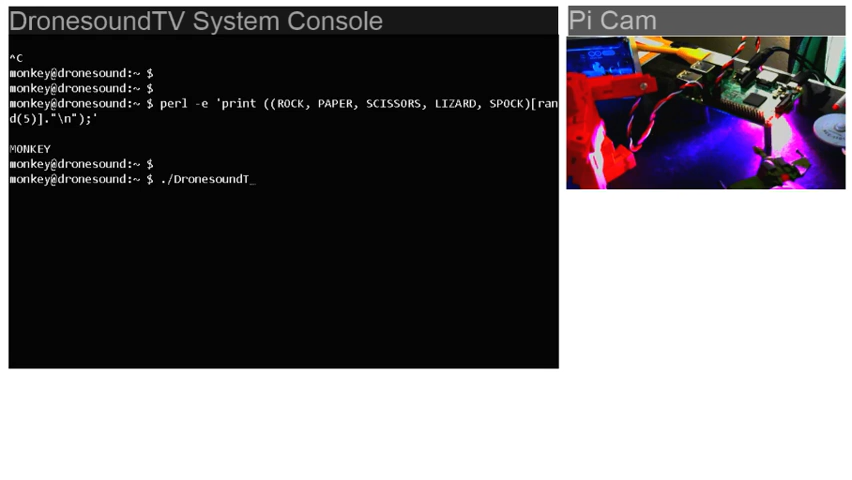 DronesoundTV System Console
Pi Cam
^C
monkey@dronesound:~ $
monkey@dronesound:~ $
monkey@dronesound:~ $ perl -e 'print ((ROCK, PAPER, SCISSORS, LIZARD, SPOCK)[ran
d(5)]."\n");'
MONKEY
monkey@dronesound:~ $
monkey@dronesound:~ $ ./DronesoundT_